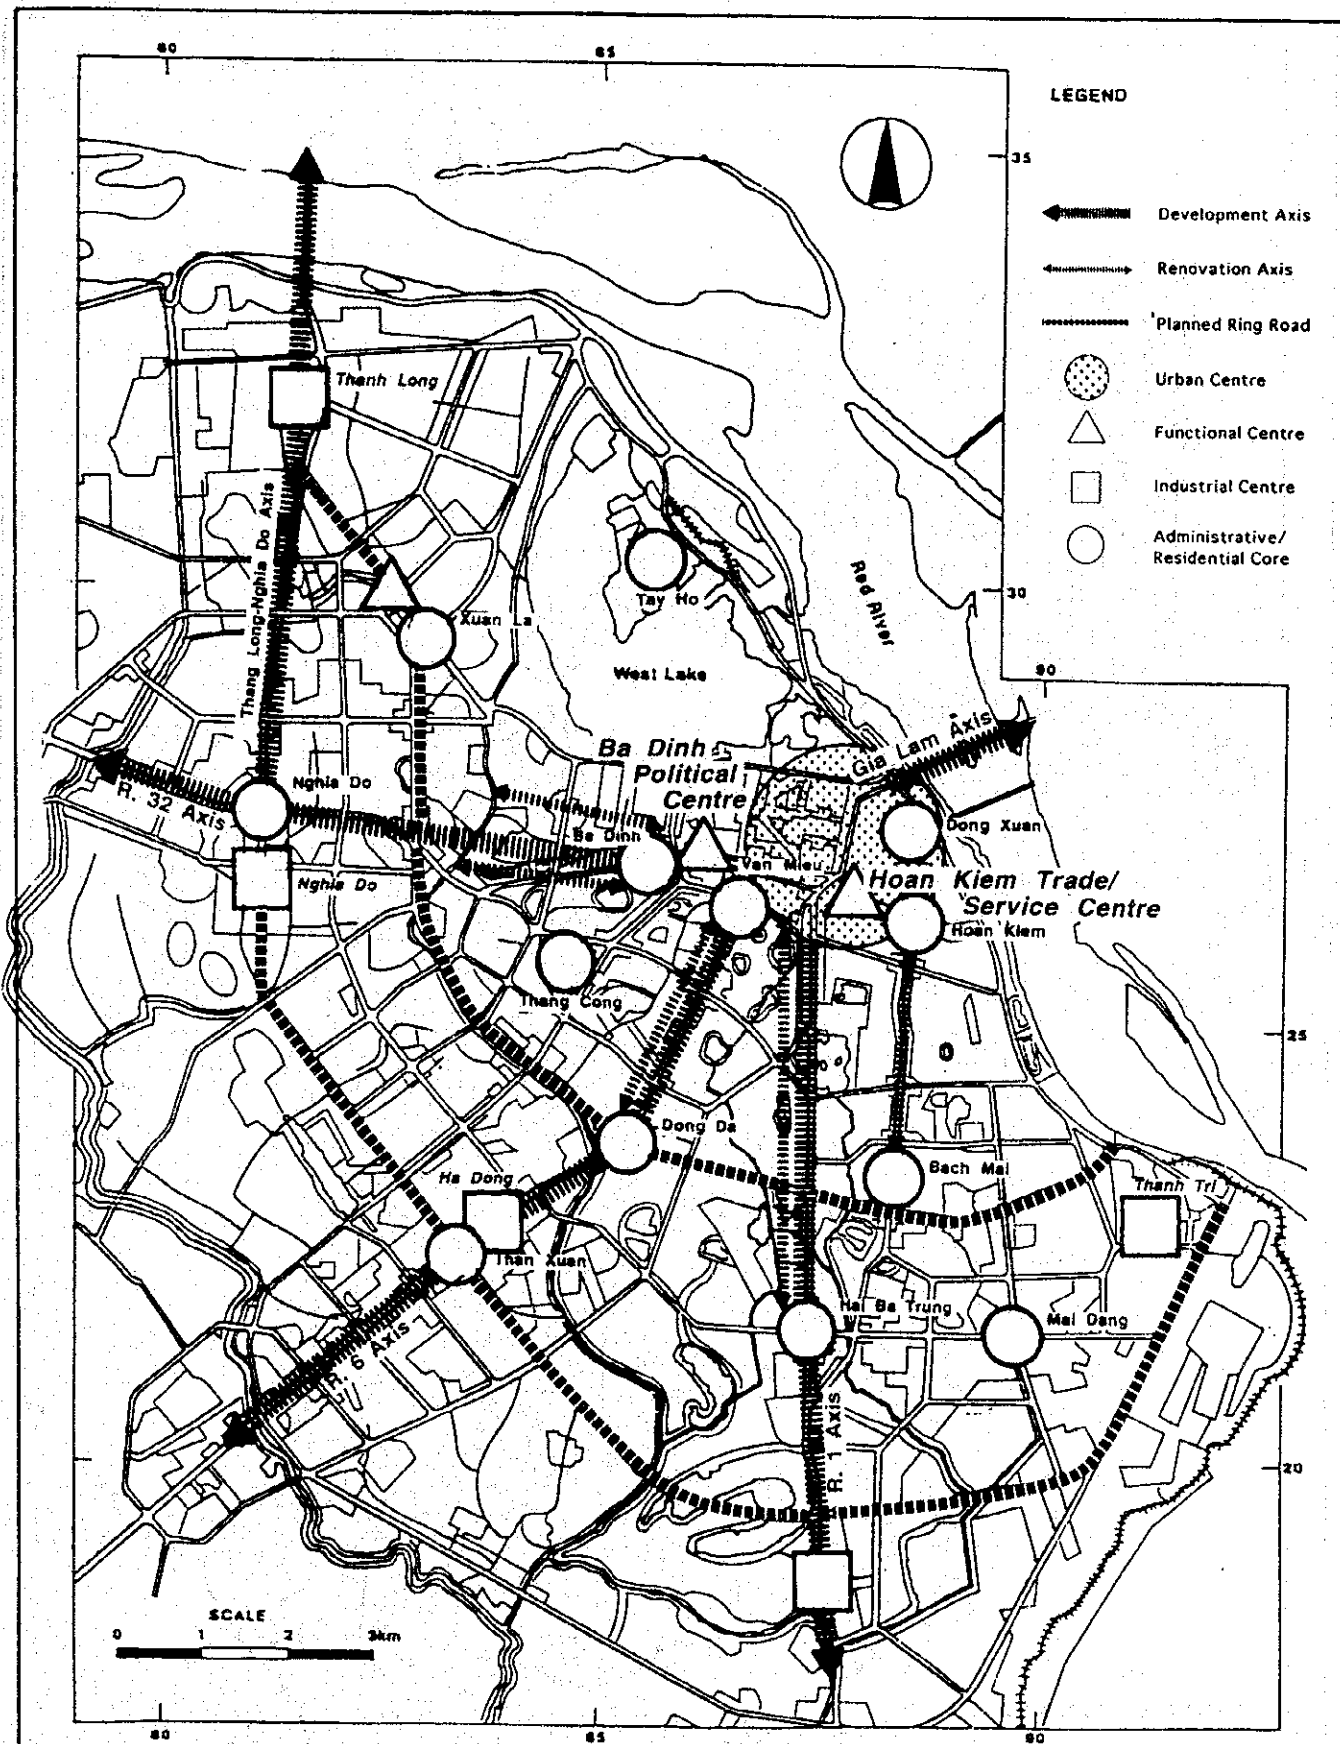 60
65
LEGEND
35
Development Axis
Renovation Axis
Planned Ring Road
Urban Centre
Functional Centre
Industrial Centre
Administrative/
Residential Core
Thanh Long
Thang Long-Nghia Do Axis
Xuan La
Tay Ho
Red River
30
West Lake
90
Gia Lam Axis
Ba Dinh
Political
Centre
Nghia Do
R. 32 Axis
Ba Dinh
Dong Xuan
Van Mieu
Nghia Do
Hoan Kiem Trade/
Service Centre
Hoan Kiem
Thang Cong
25
Dong Da
Bach Mai
Ha Dong
Thanh Tri
Than Xuan
Hai Ba Trung
Mai Dang
R. 6 Axis
R. 1 Axis
20
SCALE
0 1 2 3km
60
65
90